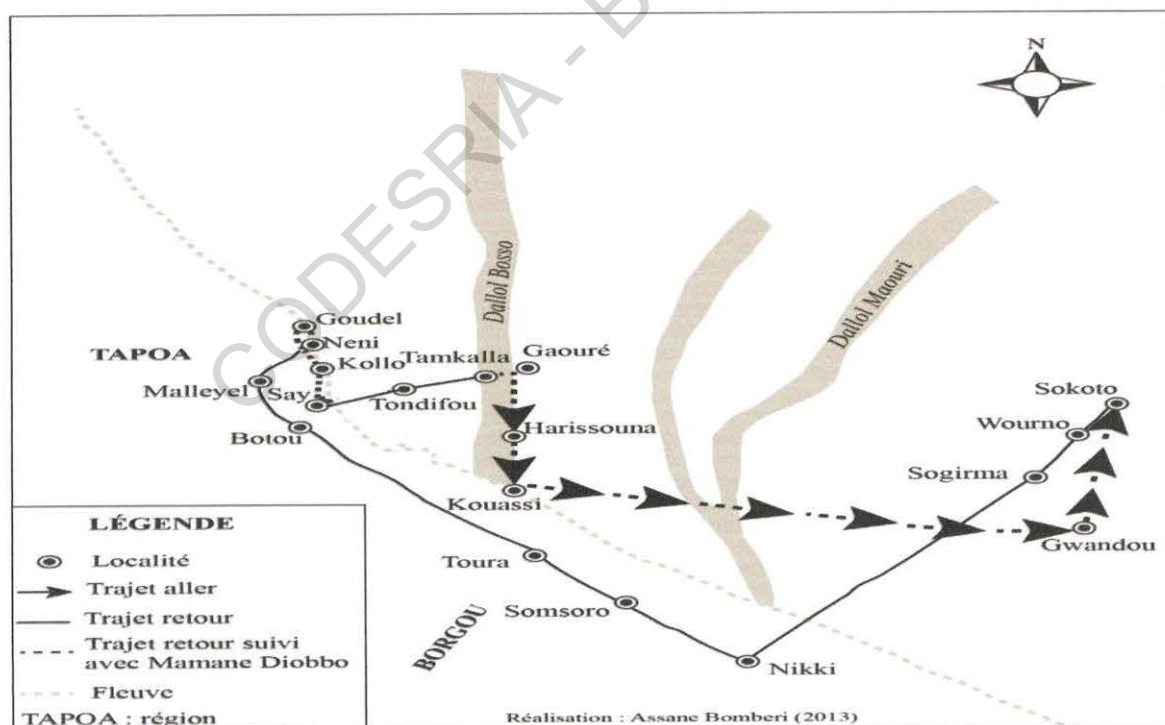 CODESRIA - B
N
Dallol Bosso
Dallol Maouri
Goudel
Neni
TAPOA
Kollo
Tamkalla
Gaouré
Malleyel
Say
Tondifou
Sokoto
Botou
Harissouna
Wourno
Sogirma
Kouassi
Gwandou
LÉGENDE
Localité
Trajet aller
Trajet retour
Trajet retour suivi
avec Mamane Diobbo
Fleuve
TAPOA : région
Toura
Somsoro
BORGOU
Nikki
Réalisation : Assane Bomberi (2013)